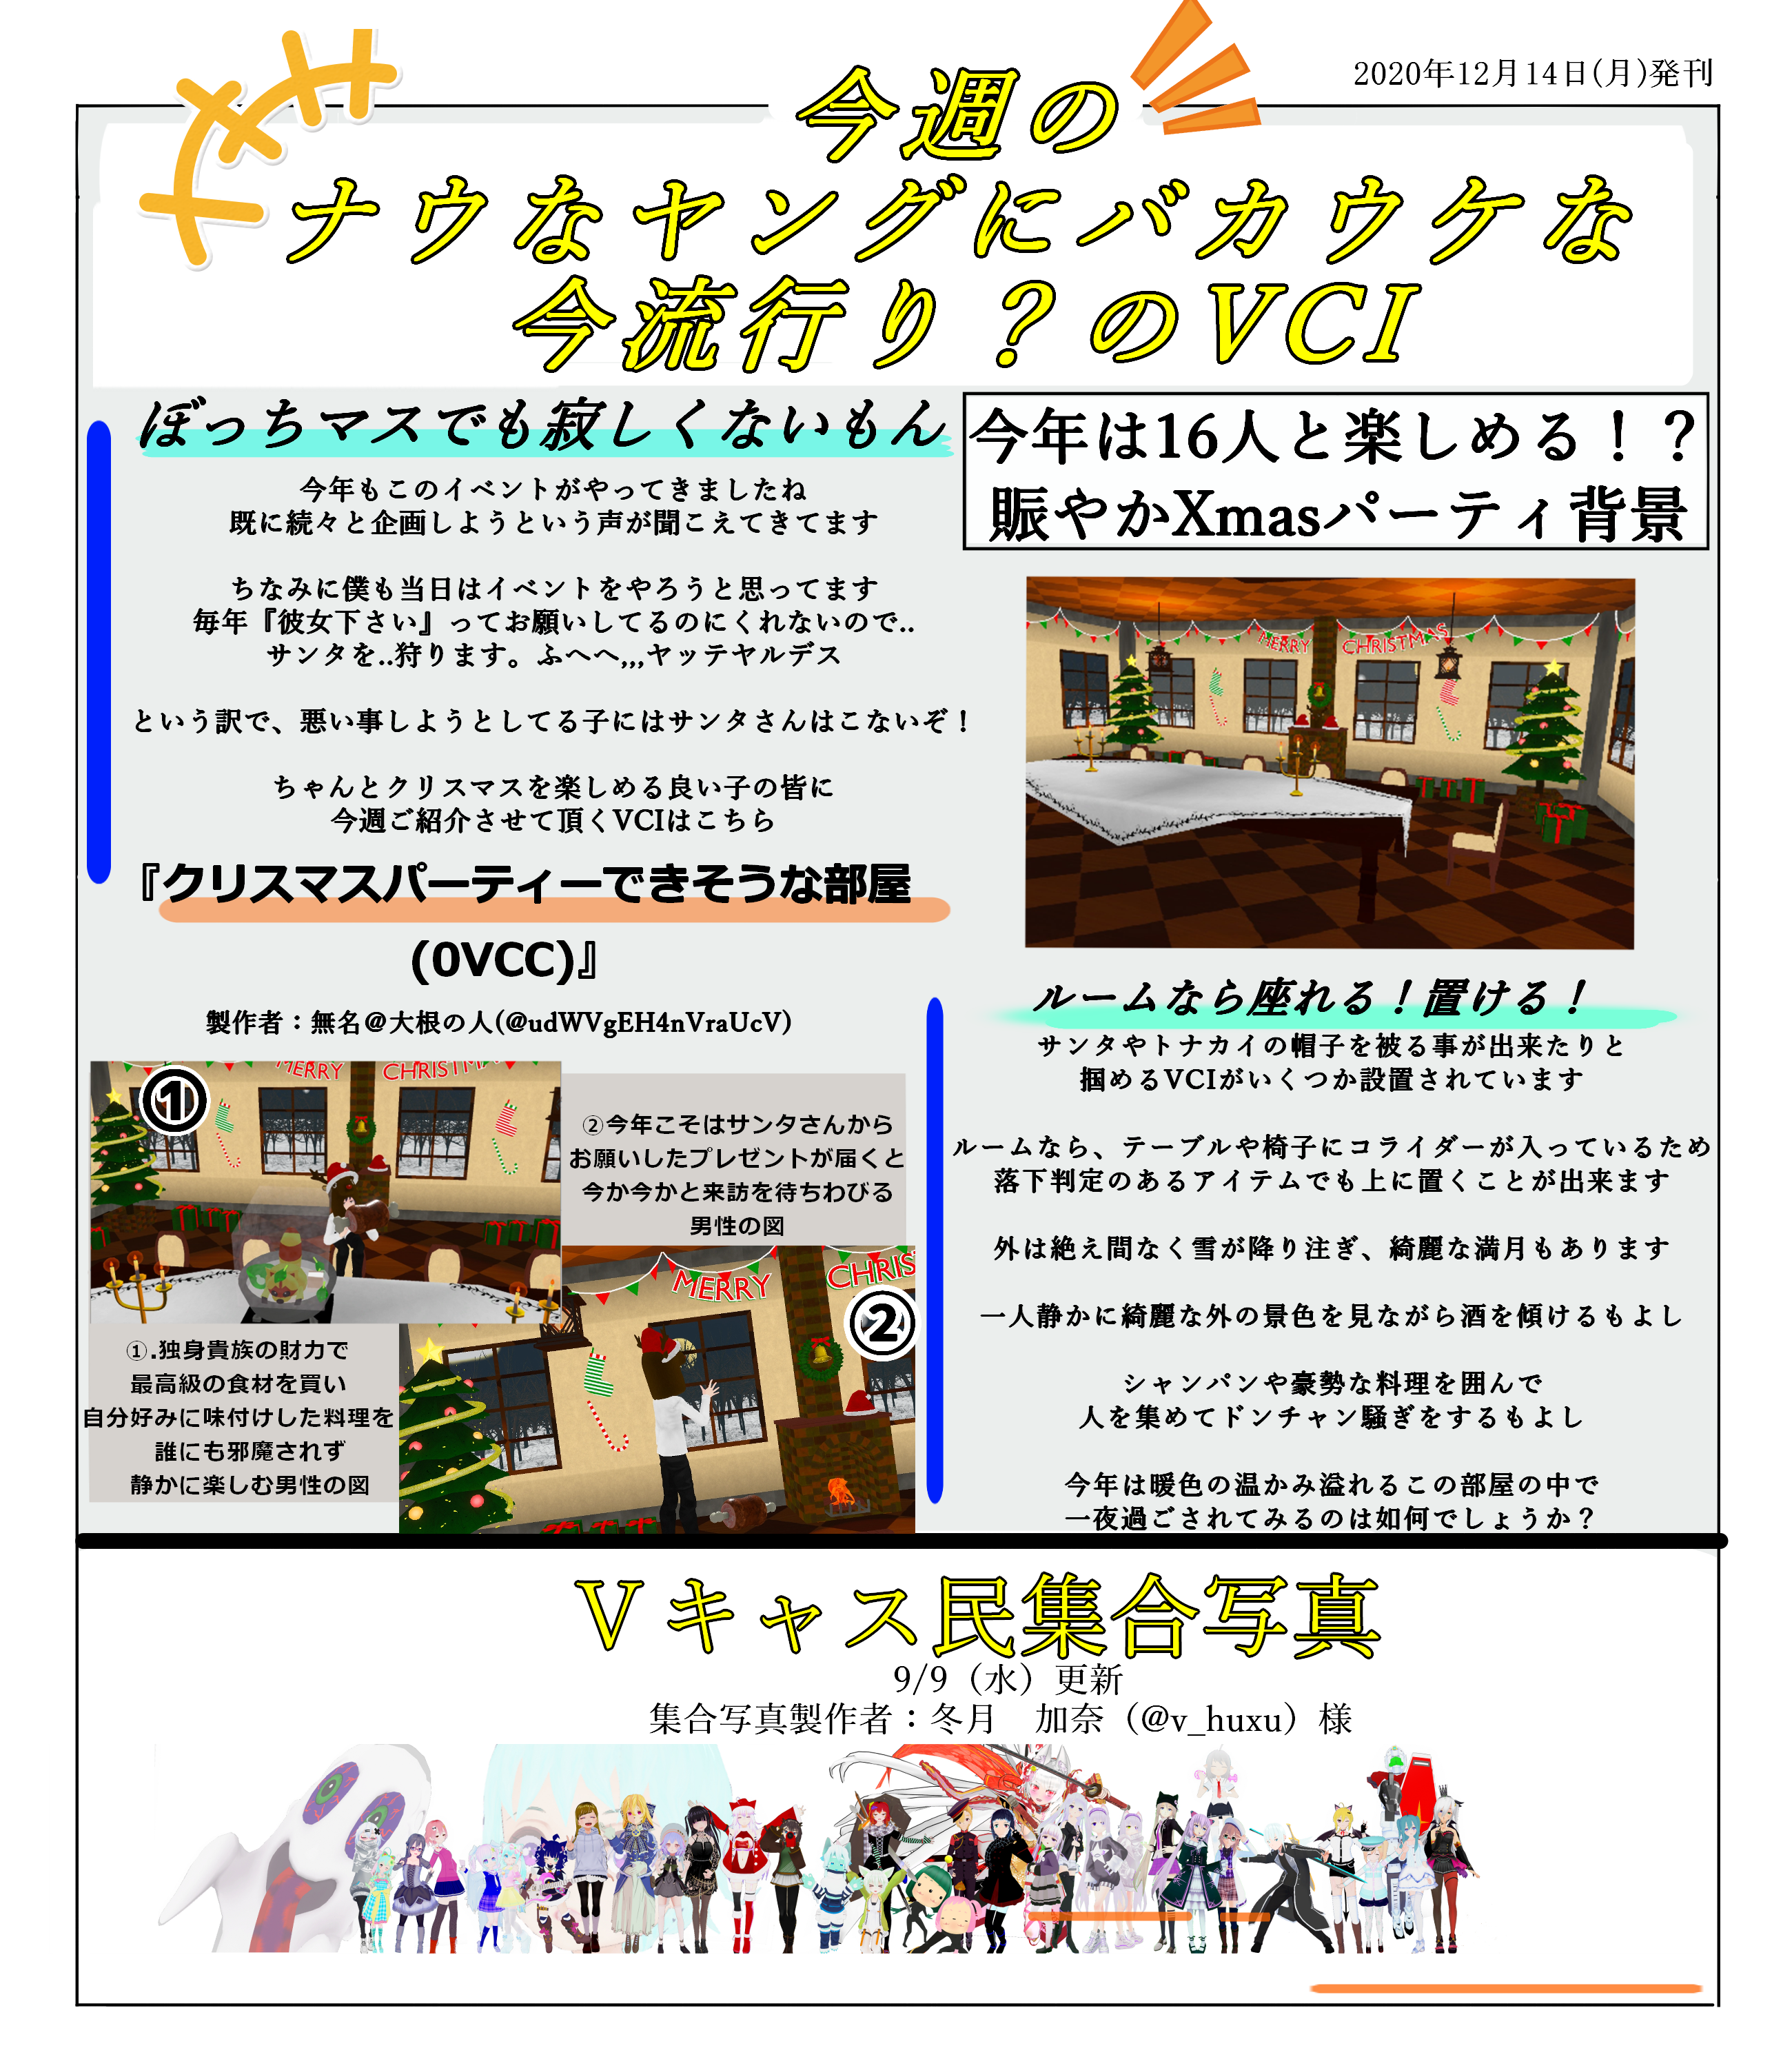 2020年12月14日(月)発刊
今週の
ナウなヤングにバカウケな
今流行り？のVCI
ぼっちマスでも寂しくないもん
今年もこのイベントがやってきましたね
既に続々と企画しようという声が聞こえてきてます
ちなみに僕も当日はイベントをやろうと思ってます
毎年『彼女下さい』ってお願いしてるのにくれないので..
サンタを..狩ります。ふへへ,,,ヤッテヤルデス
という訳で、悪い事しようとしてる子にはサンタさんはこないぞ！
ちゃんとクリスマスを楽しめる良い子の皆に
今週ご紹介させて頂くVCIはこちら
『クリスマスパーティーできそうな部屋
(0VCC)』
製作者：無名@大根の人(@udWVgEH4nVraUcV)
MERRY CHRISTMA
①
②今年こそはサンタさんから
お願いしたプレゼントが届くと
今か今かと来訪を待ちわびる
男性の図
①.独身貴族の財力で
最高級の食材を買い
自分好みに味付けした料理を
誰にも邪魔されず
静かに楽しむ男性の図
MERRY CHRIS
②
今年は16人と楽しめる！？
賑やかXmasパーティ背景
MERRY CHRISTMAS
ルームなら座れる！置ける！
サンタやトナカイの帽子を被る事が出来たりと
掴めるVCIがいくつか設置されています
ルームなら、テーブルや椅子にコライダーが入っているため
落下判定のあるアイテムでも上に置くことが出来ます
外は絶え間なく雪が降り注ぎ、綺麗な満月もあります
一人静かに綺麗な外の景色を見ながら酒を傾けるもよし
シャンパンや豪勢な料理を囲んで
人を集めてドンチャン騒ぎをするもよし
今年は暖色の温かみ溢れるこの部屋の中で
一夜過ごされてみるのは如何でしょうか？
Ｖキャス民集合写真
9/9（水）更新
集合写真製作者：冬月　加奈（@v_huxu）様